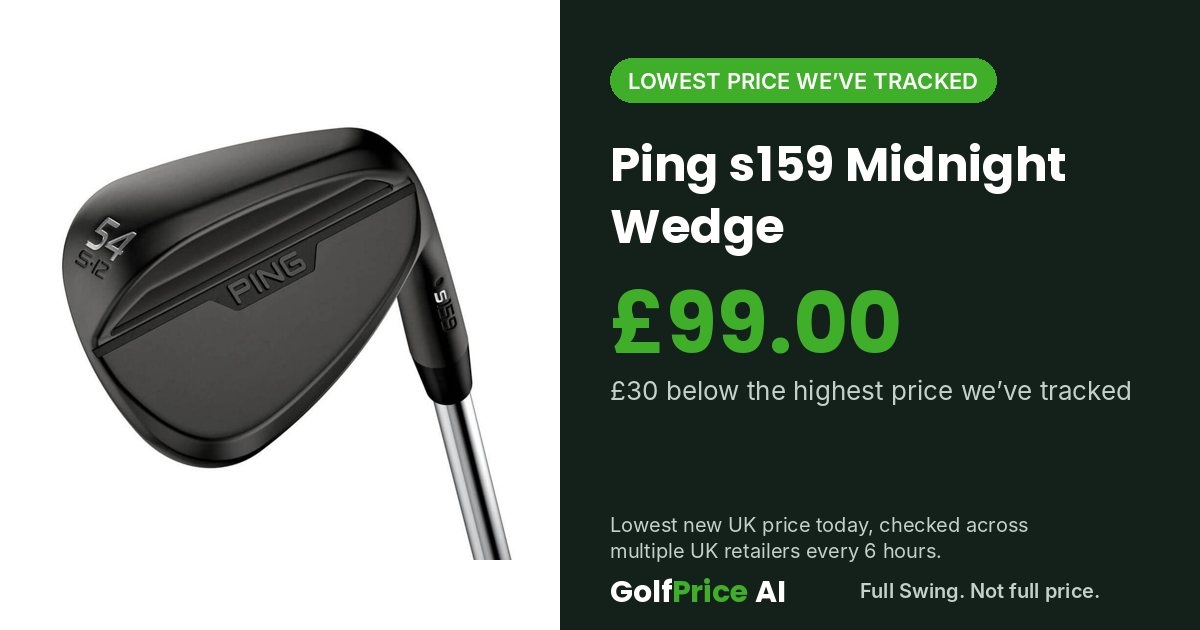 54
S·12
PING
s159
LOWEST PRICE WE’VE TRACKED
Ping s159 Midnight
Wedge
£99.00
£30 below the highest price we’ve tracked
Lowest new UK price today, checked across
multiple UK retailers every 6 hours.
GolfPrice AI
Full Swing. Not full price.